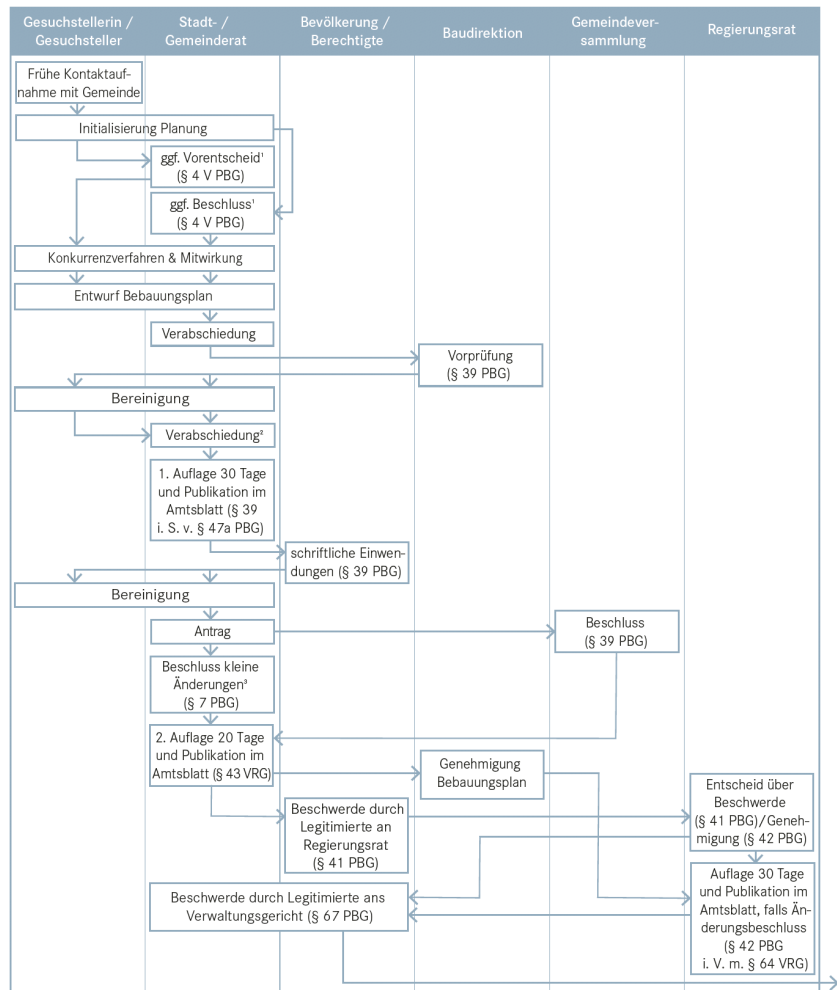 Gesuchstellerin /
Gesuchsteller
Stadt- /
Gemeinderat
Bevölkerung /
Berechtigte
Baudirektion
Gemeindever-
sammlung
Regierungsrat
Frühe Kontaktauf-
nahme mit Gemeinde
Initialisierung Planung
ggf. Vorentscheid¹
(§ 4 V PBG)
ggf. Beschluss¹
(§ 4 V PBG)
Konkurrenzverfahren & Mitwirkung
Entwurf Bebauungsplan
Verabschiedung
Vorprüfung
(§ 39 PBG)
Bereinigung
Verabschiedung²
1. Auflage 30 Tage
und Publikation im
Amtsblatt (§ 39
i. S. v. § 47a PBG)
schriftliche Einwen-
dungen (§ 39 PBG)
Bereinigung
Antrag
Beschluss
(§ 39 PBG)
Beschluss kleine
Änderungen³
(§ 7 PBG)
2. Auflage 20 Tage
und Publikation im
Amtsblatt (§ 43 VRG)
Genehmigung
Bebauungsplan
Beschwerde durch
Legitimierte an
Regierungsrat
(§ 41 PBG)
Entscheid über
Beschwerde
(§ 41 PBG)/Geneh-
migung (§ 42 PBG)
Beschwerde durch Legitimierte ans
Verwaltungsgericht (§ 67 PBG)
Auflage 30 Tage
und Publikation im
Amtsblatt, falls Än-
derungsbeschluss
(§ 42 PBG
i. V. m. § 64 VRG)